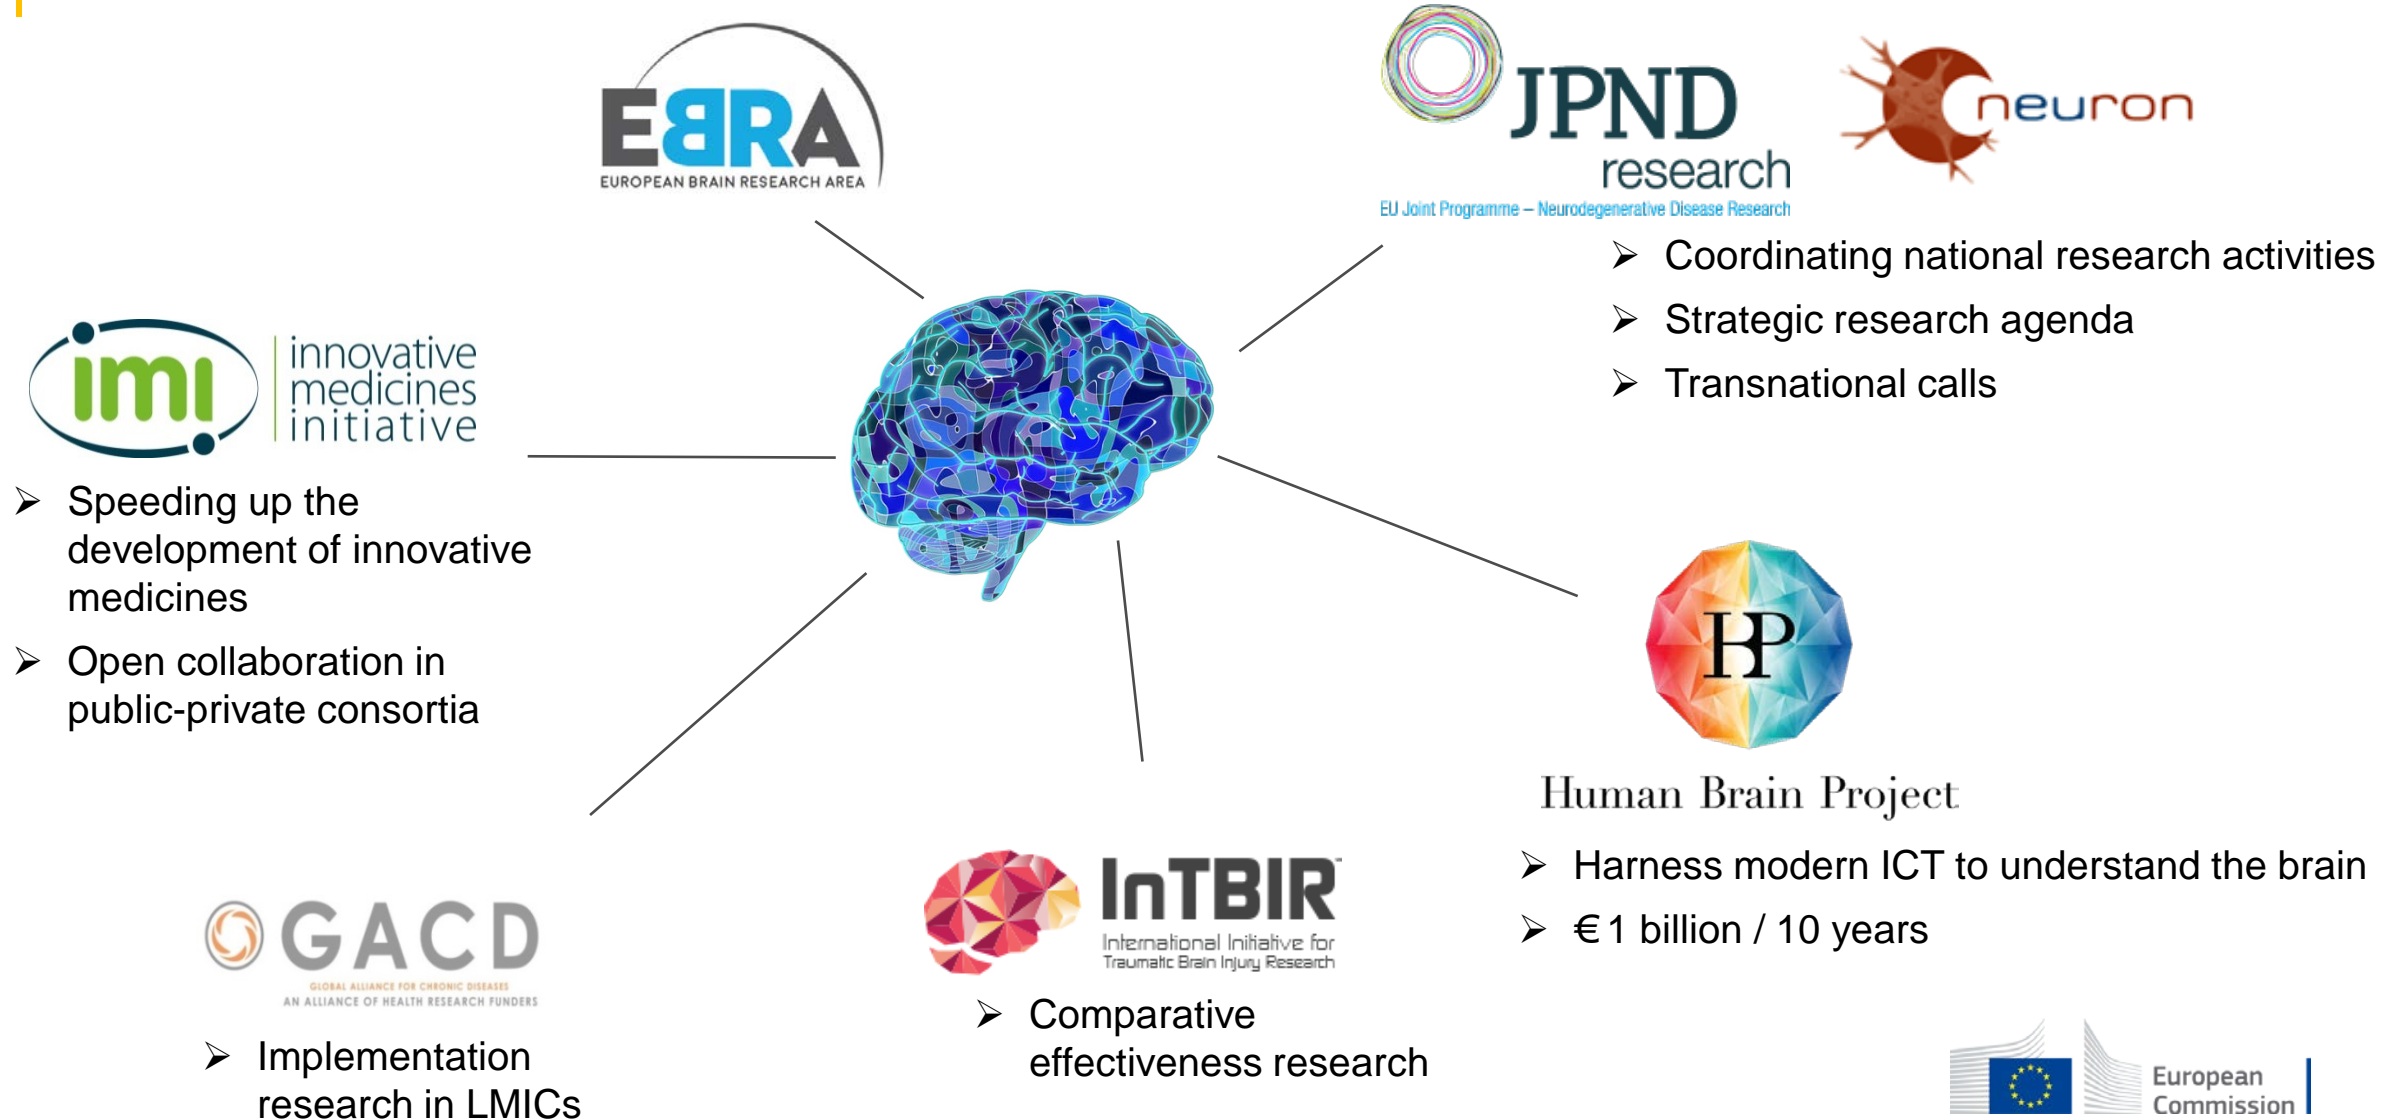 EBRA
EUROPEAN BRAIN RESEARCH AREA
JPND
research
EU Joint Programme – Neurodegenerative Disease Research
neuron
➢ Coordinating national research activities
➢ Strategic research agenda
➢ Transnational calls
imi
innovative
medicines
initiative
➢ Speeding up the
development of innovative
medicines
➢ Open collaboration in
public-private consortia
HBP
Human Brain Project
➢ Harness modern ICT to understand the brain
➢ €1 billion / 10 years
GACD
GLOBAL ALLIANCE FOR CHRONIC DISEASES
AN ALLIANCE OF HEALTH RESEARCH FUNDERS
➢ Implementation
research in LMICs
InTBIR™
International Initiative for
Traumatic Brain Injury Research
➢ Comparative
effectiveness research
European
Commission